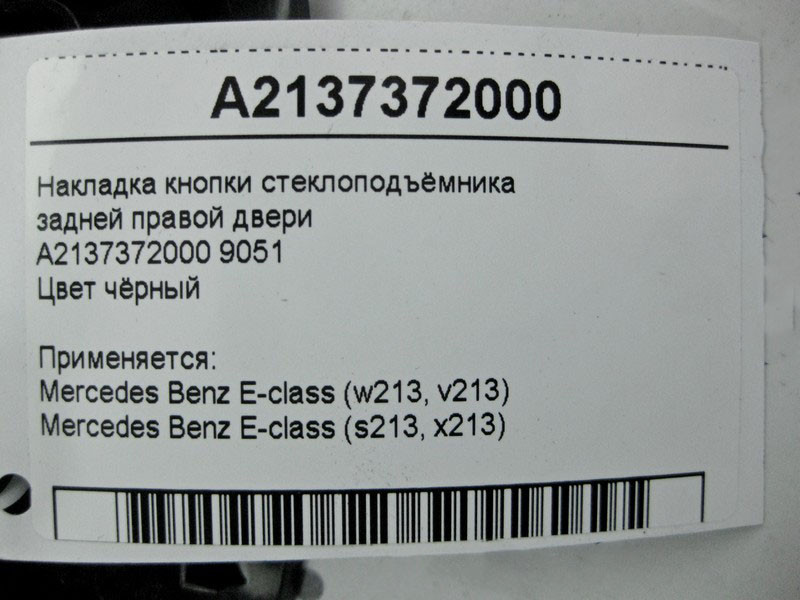 A2137372000
Накладка кнопки стеклоподъёмника
задней правой двери
A2137372000 9051
Цвет чёрный
Применяется:
Mercedes Benz E-class (w213, v213)
Mercedes Benz E-class (s213, x213)